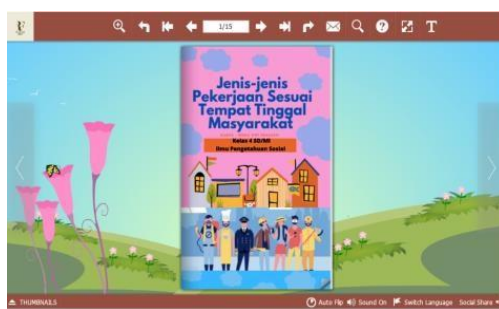 1/15
Jenis-jenis
Pekerjaan Sesuai
Tempat Tinggal
Masyarakat
Kelas 4 SD/MI
Ilmu Pengetahuan Sosial
THUMBNAILS
Auto Flip
Sound On
Switch Language
Social Share